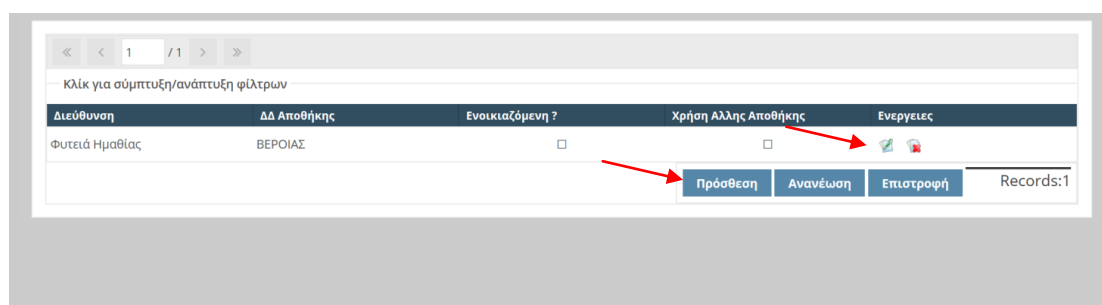 « < 1 / 1 > »
Κλίκ για σύμπτυξη/ανάπτυξη φίλτρων
Διεύθυνση ΔΔ Αποθήκης Ενοικιαζόμενη ? Χρήση Αλλης Αποθήκης Ενεργειες
Φυτειά Ημαθίας ΒΕΡΟΙΑΣ
Πρόσθεση Ανανέωση Επιστροφή Records:1